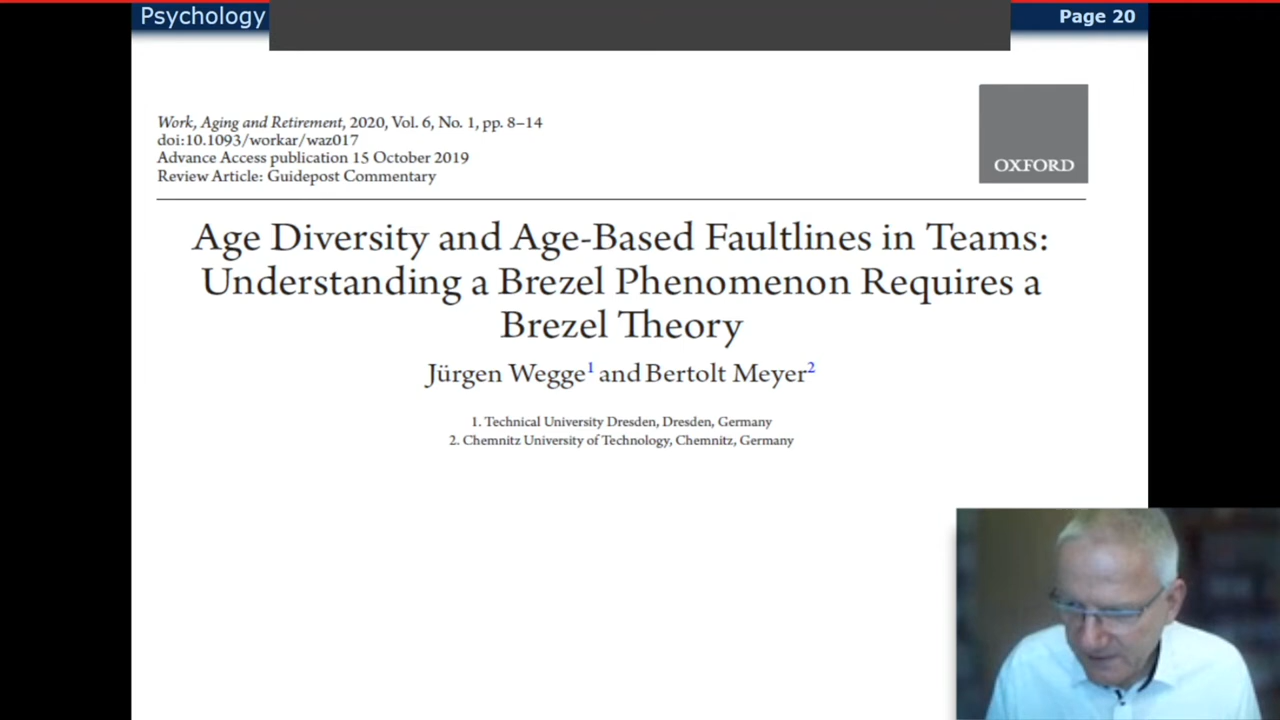 Psychology
Page 20
Work, Aging and Retirement, 2020, Vol. 6, No. 1, pp. 8–14
doi:10.1093/workar/waz017
Advance Access publication 15 October 2019
Review Article: Guidepost Commentary
OXFORD
Age Diversity and Age-Based Faultlines in Teams:
Understanding a Brezel Phenomenon Requires a
Brezel Theory
Jürgen Wegge1 and Bertolt Meyer2
1. Technical University Dresden, Dresden, Germany
2. Chemnitz University of Technology, Chemnitz, Germany